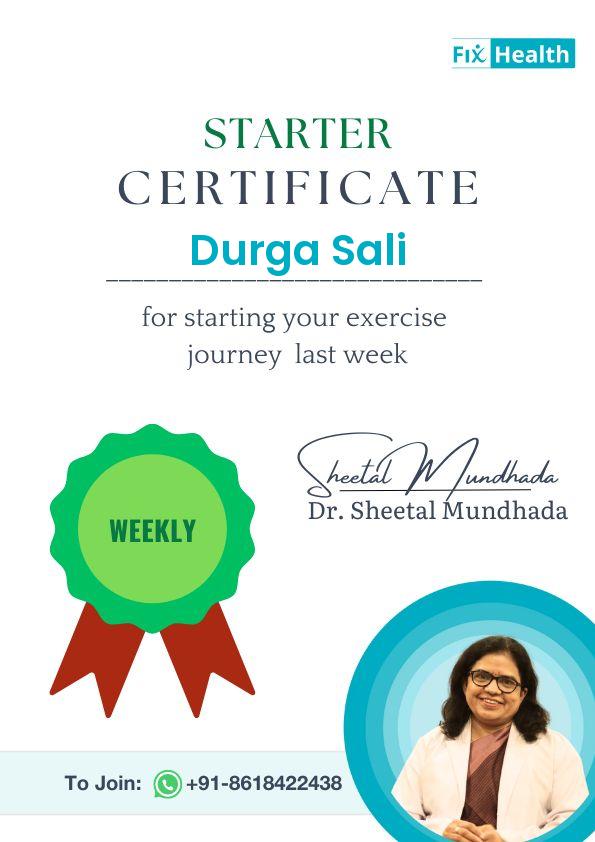 Fix Health
STARTER
CERTIFICATE
Durga Sali
for starting your exercise
journey last week
WEEKLY
Sheetal Mundhada
Dr. Sheetal Mundhada
To Join: +91-8618422438